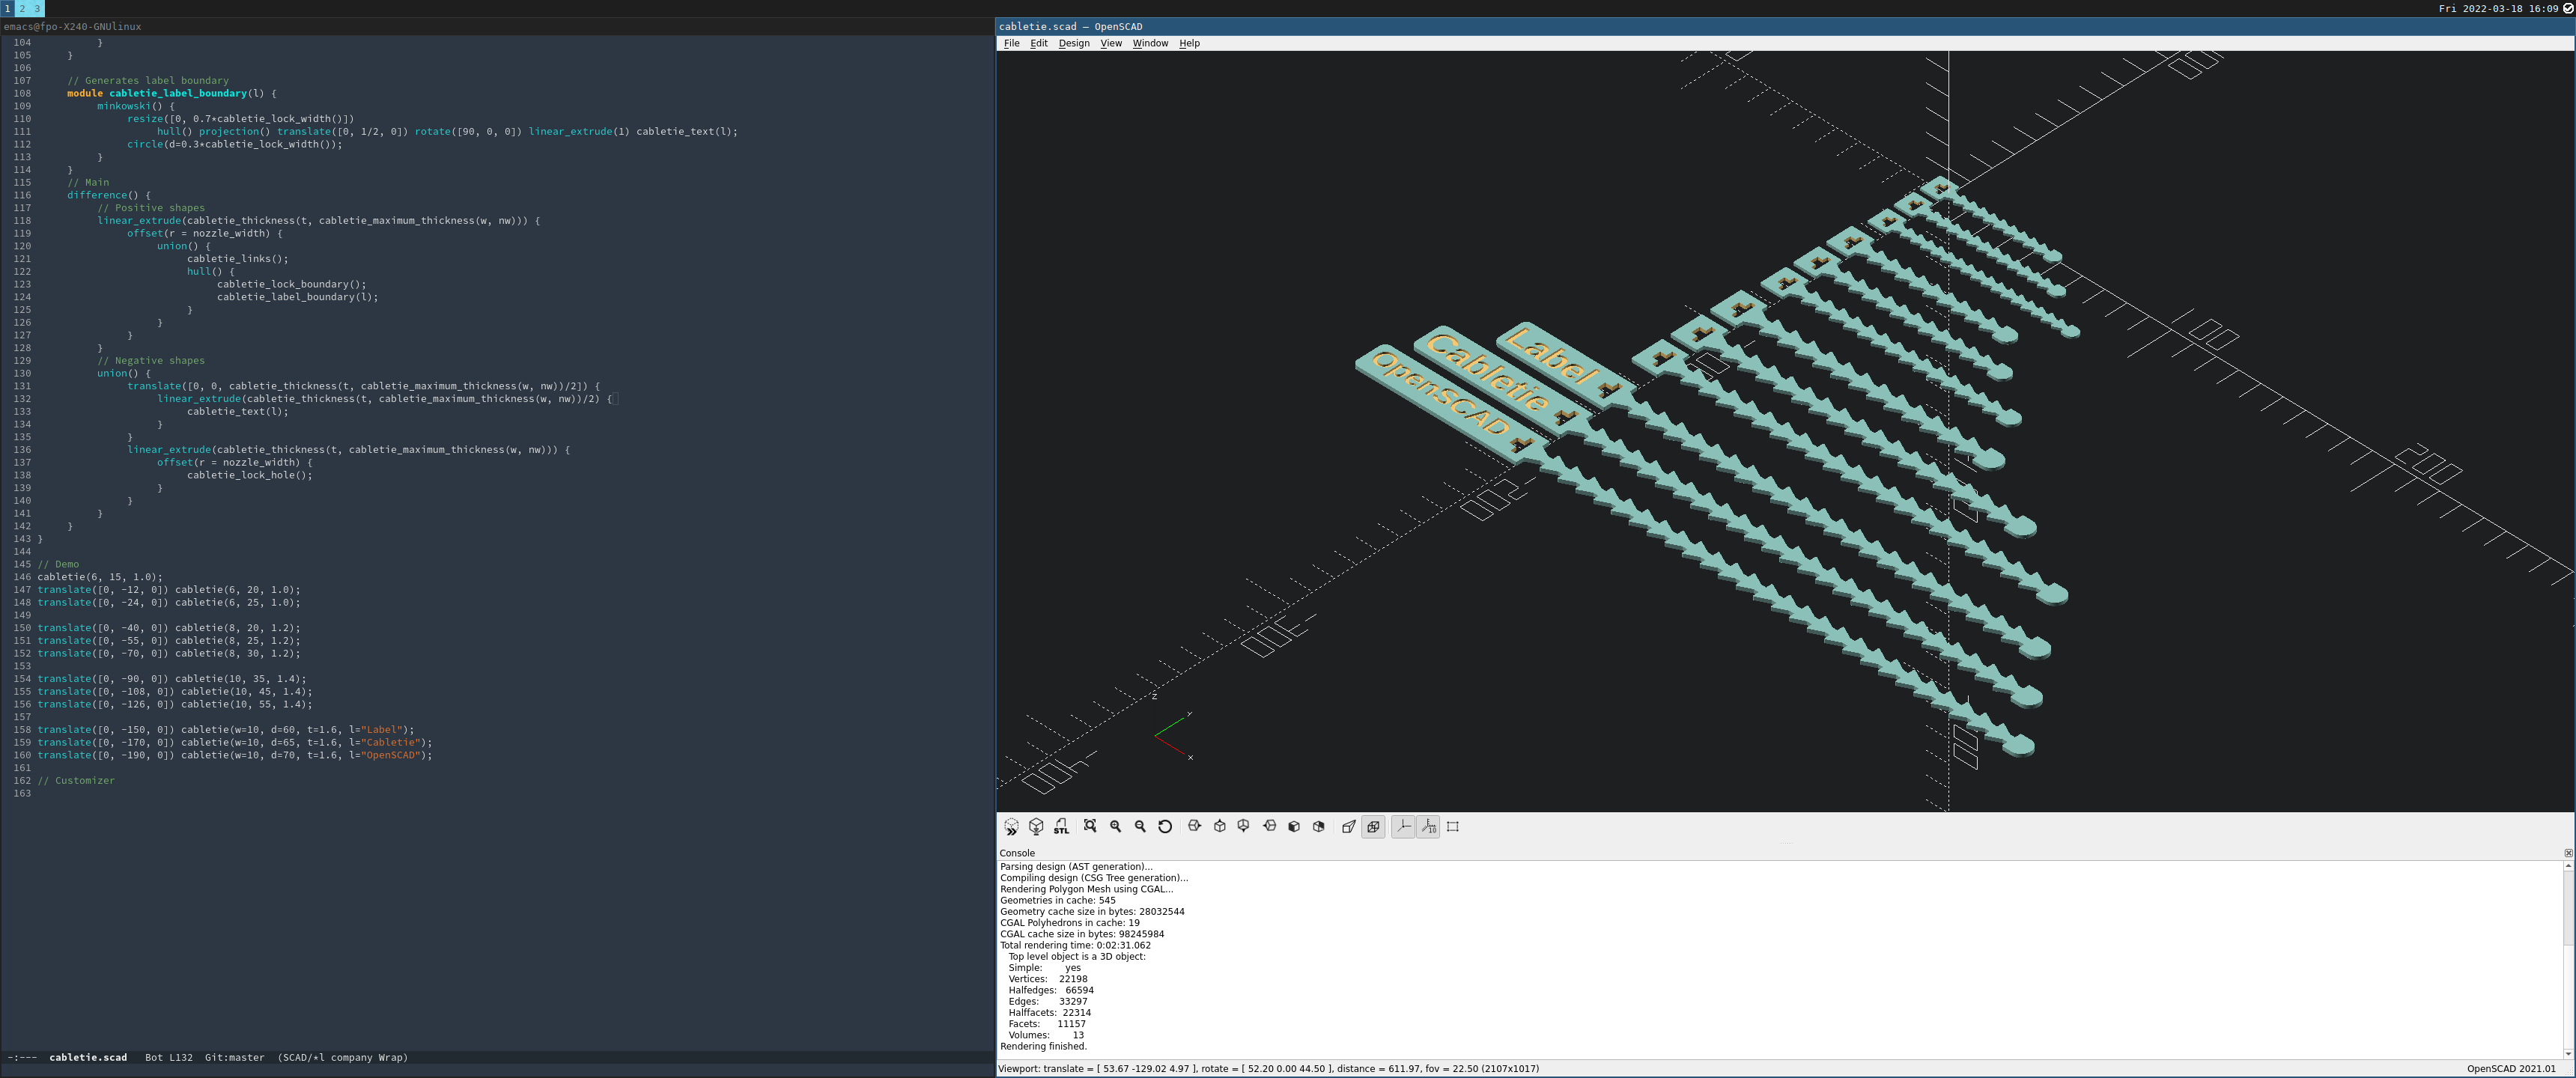 1 2 3
Fri 2022-03-18 16:09
emacs@fpo-X240-GNUlinux
104 }
105 }
106
107 // Generates label boundary
108 module cabletie_label_boundary(l) {
109 minkowski() {
110 resize([0, 0.7*cabletie_lock_width()])
111 hull() projection() translate([0, 1/2, 0]) rotate([90, 0, 0]) linear_extrude(1) cabletie_text(l);
112 circle(d=0.3*cabletie_lock_width());
113 }
114 }
115 // Main
116 difference() {
117 // Positive shapes
118 linear_extrude(cabletie_thickness(t, cabletie_maximum_thickness(w, nw))) {
119 offset(r = nozzle_width) {
120 union() {
121 cabletie_links();
122 hull() {
123 cabletie_lock_boundary();
124 cabletie_label_boundary(l);
125 }
126 }
127 }
128 }
129 // Negative shapes
130 union() {
131 translate([0, 0, cabletie_thickness(t, cabletie_maximum_thickness(w, nw))/2]) {
132 linear_extrude(cabletie_thickness(t, cabletie_maximum_thickness(w, nw))/2) {
133 cabletie_text(l);
134 }
135 }
136 linear_extrude(cabletie_thickness(t, cabletie_maximum_thickness(w, nw))) {
137 offset(r = nozzle_width) {
138 cabletie_lock_hole();
139 }
140 }
141 }
142 }
143 }
144
145 // Demo
146 cabletie(6, 15, 1.0);
147 translate([0, -12, 0]) cabletie(6, 20, 1.0);
148 translate([0, -24, 0]) cabletie(6, 25, 1.0);
149
150 translate([0, -40, 0]) cabletie(8, 20, 1.2);
151 translate([0, -55, 0]) cabletie(8, 25, 1.2);
152 translate([0, -70, 0]) cabletie(8, 30, 1.2);
153
154 translate([0, -90, 0]) cabletie(10, 35, 1.4);
155 translate([0, -108, 0]) cabletie(10, 45, 1.4);
156 translate([0, -126, 0]) cabletie(10, 55, 1.4);
157
158 translate([0, -150, 0]) cabletie(w=10, d=60, t=1.6, l="Label");
159 translate([0, -170, 0]) cabletie(w=10, d=65, t=1.6, l="Cabletie");
160 translate([0, -190, 0]) cabletie(w=10, d=70, t=1.6, l="OpenSCAD");
161
162 // Customizer
163
-:--- cabletie.scad Bot L132 Git:master (SCAD/*l company Wrap)
cabletie.scad — OpenSCAD
File Edit Design View Window Help
Label
Cabletie
OpenSCAD
Z
Y
X
STL
10
Console
Parsing design (AST generation)...
Compiling design (CSG Tree generation)...
Rendering Polygon Mesh using CGAL...
Geometries in cache: 545
Geometry cache size in bytes: 28032544
CGAL Polyhedrons in cache: 19
CGAL cache size in bytes: 98245984
Total rendering time: 0:02:31.062
Top level object is a 3D object:
Simple: yes
Vertices: 22198
Halfedges: 66594
Edges: 33297
Halffacets: 22314
Facets: 11157
Volumes: 13
Rendering finished.
Viewport: translate = [ 53.67 -129.02 4.97 ], rotate = [ 52.20 0.00 44.50 ], distance = 611.97, fov = 22.50 (2107x1017)
OpenSCAD 2021.01